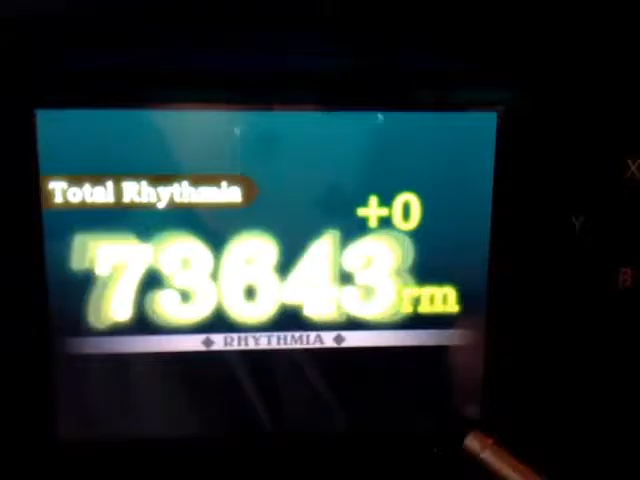 Total Rhythmia
+0
73643rm
◆ RHYTHMIA ◆
X
Y
B